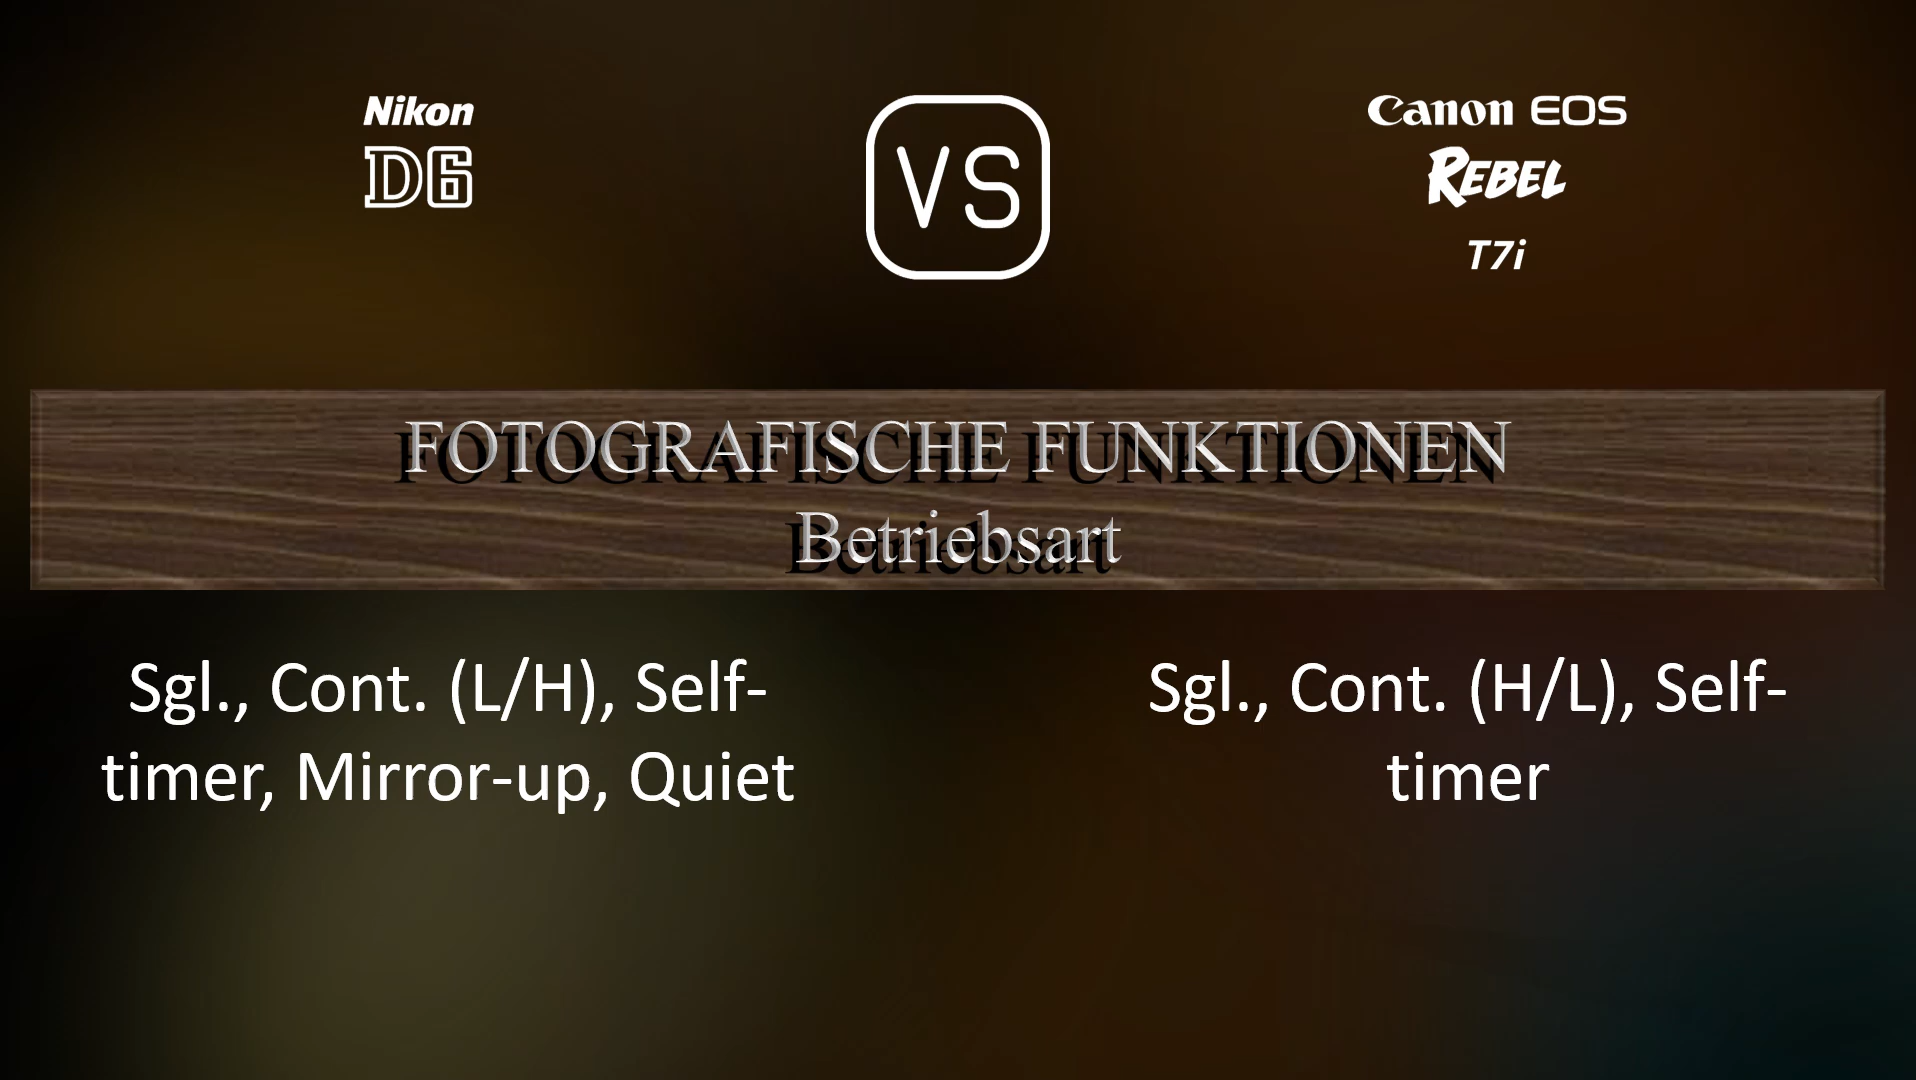 Nikon
D6
VS
Canon EOS
REBEL
T7i
FOTOGRAFISCHE FUNKTIONEN
Betriebsart
Sgl., Cont. (L/H), Self-
timer, Mirror-up, Quiet
Sgl., Cont. (H/L), Self-
timer